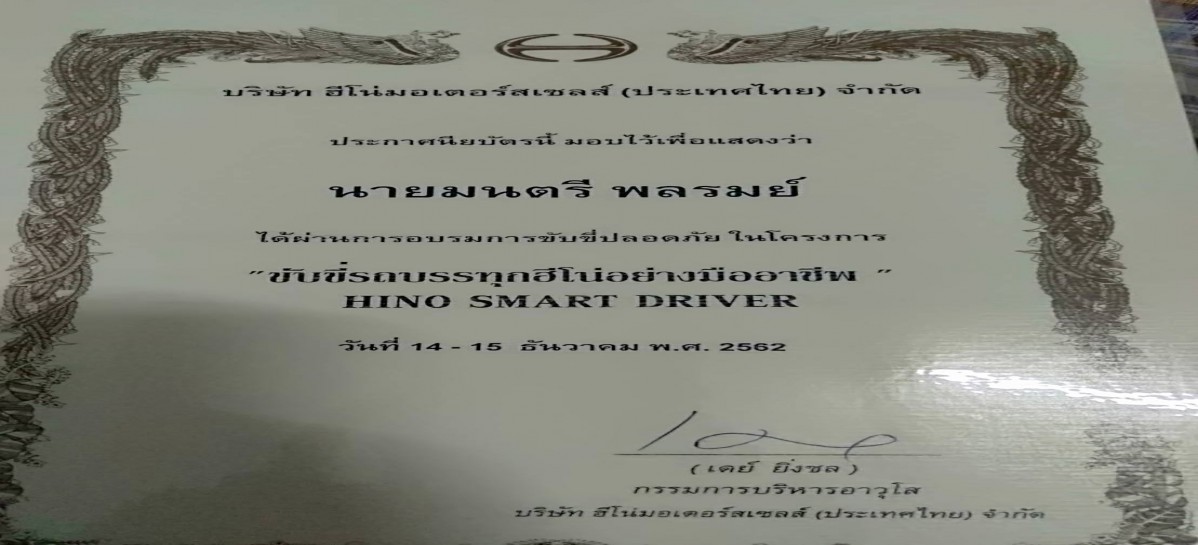 บริษัท ฮีโน่มอเตอร์สเซลส์ (ประเทศไทย) จำกัด
ประกาศนียบัตรนี้ มอบไว้เพื่อแสดงว่า
นายมนตรี พลรมย์
ได้ผ่านการอบรมการขับขี่ปลอดภัย ในโครงการ
"ขับขี่รถบรรทุกฮีโน่อย่างมืออาชีพ "
HINO SMART DRIVER
วันที่ 14 - 15 ธันวาคม พ.ศ. 2562
( เคย์ ยิ่งชล )
กรรมการบริหารอาวุโส
บริษัท ฮีโน่มอเตอร์สเซลส์ (ประเทศไทย) จำกัด